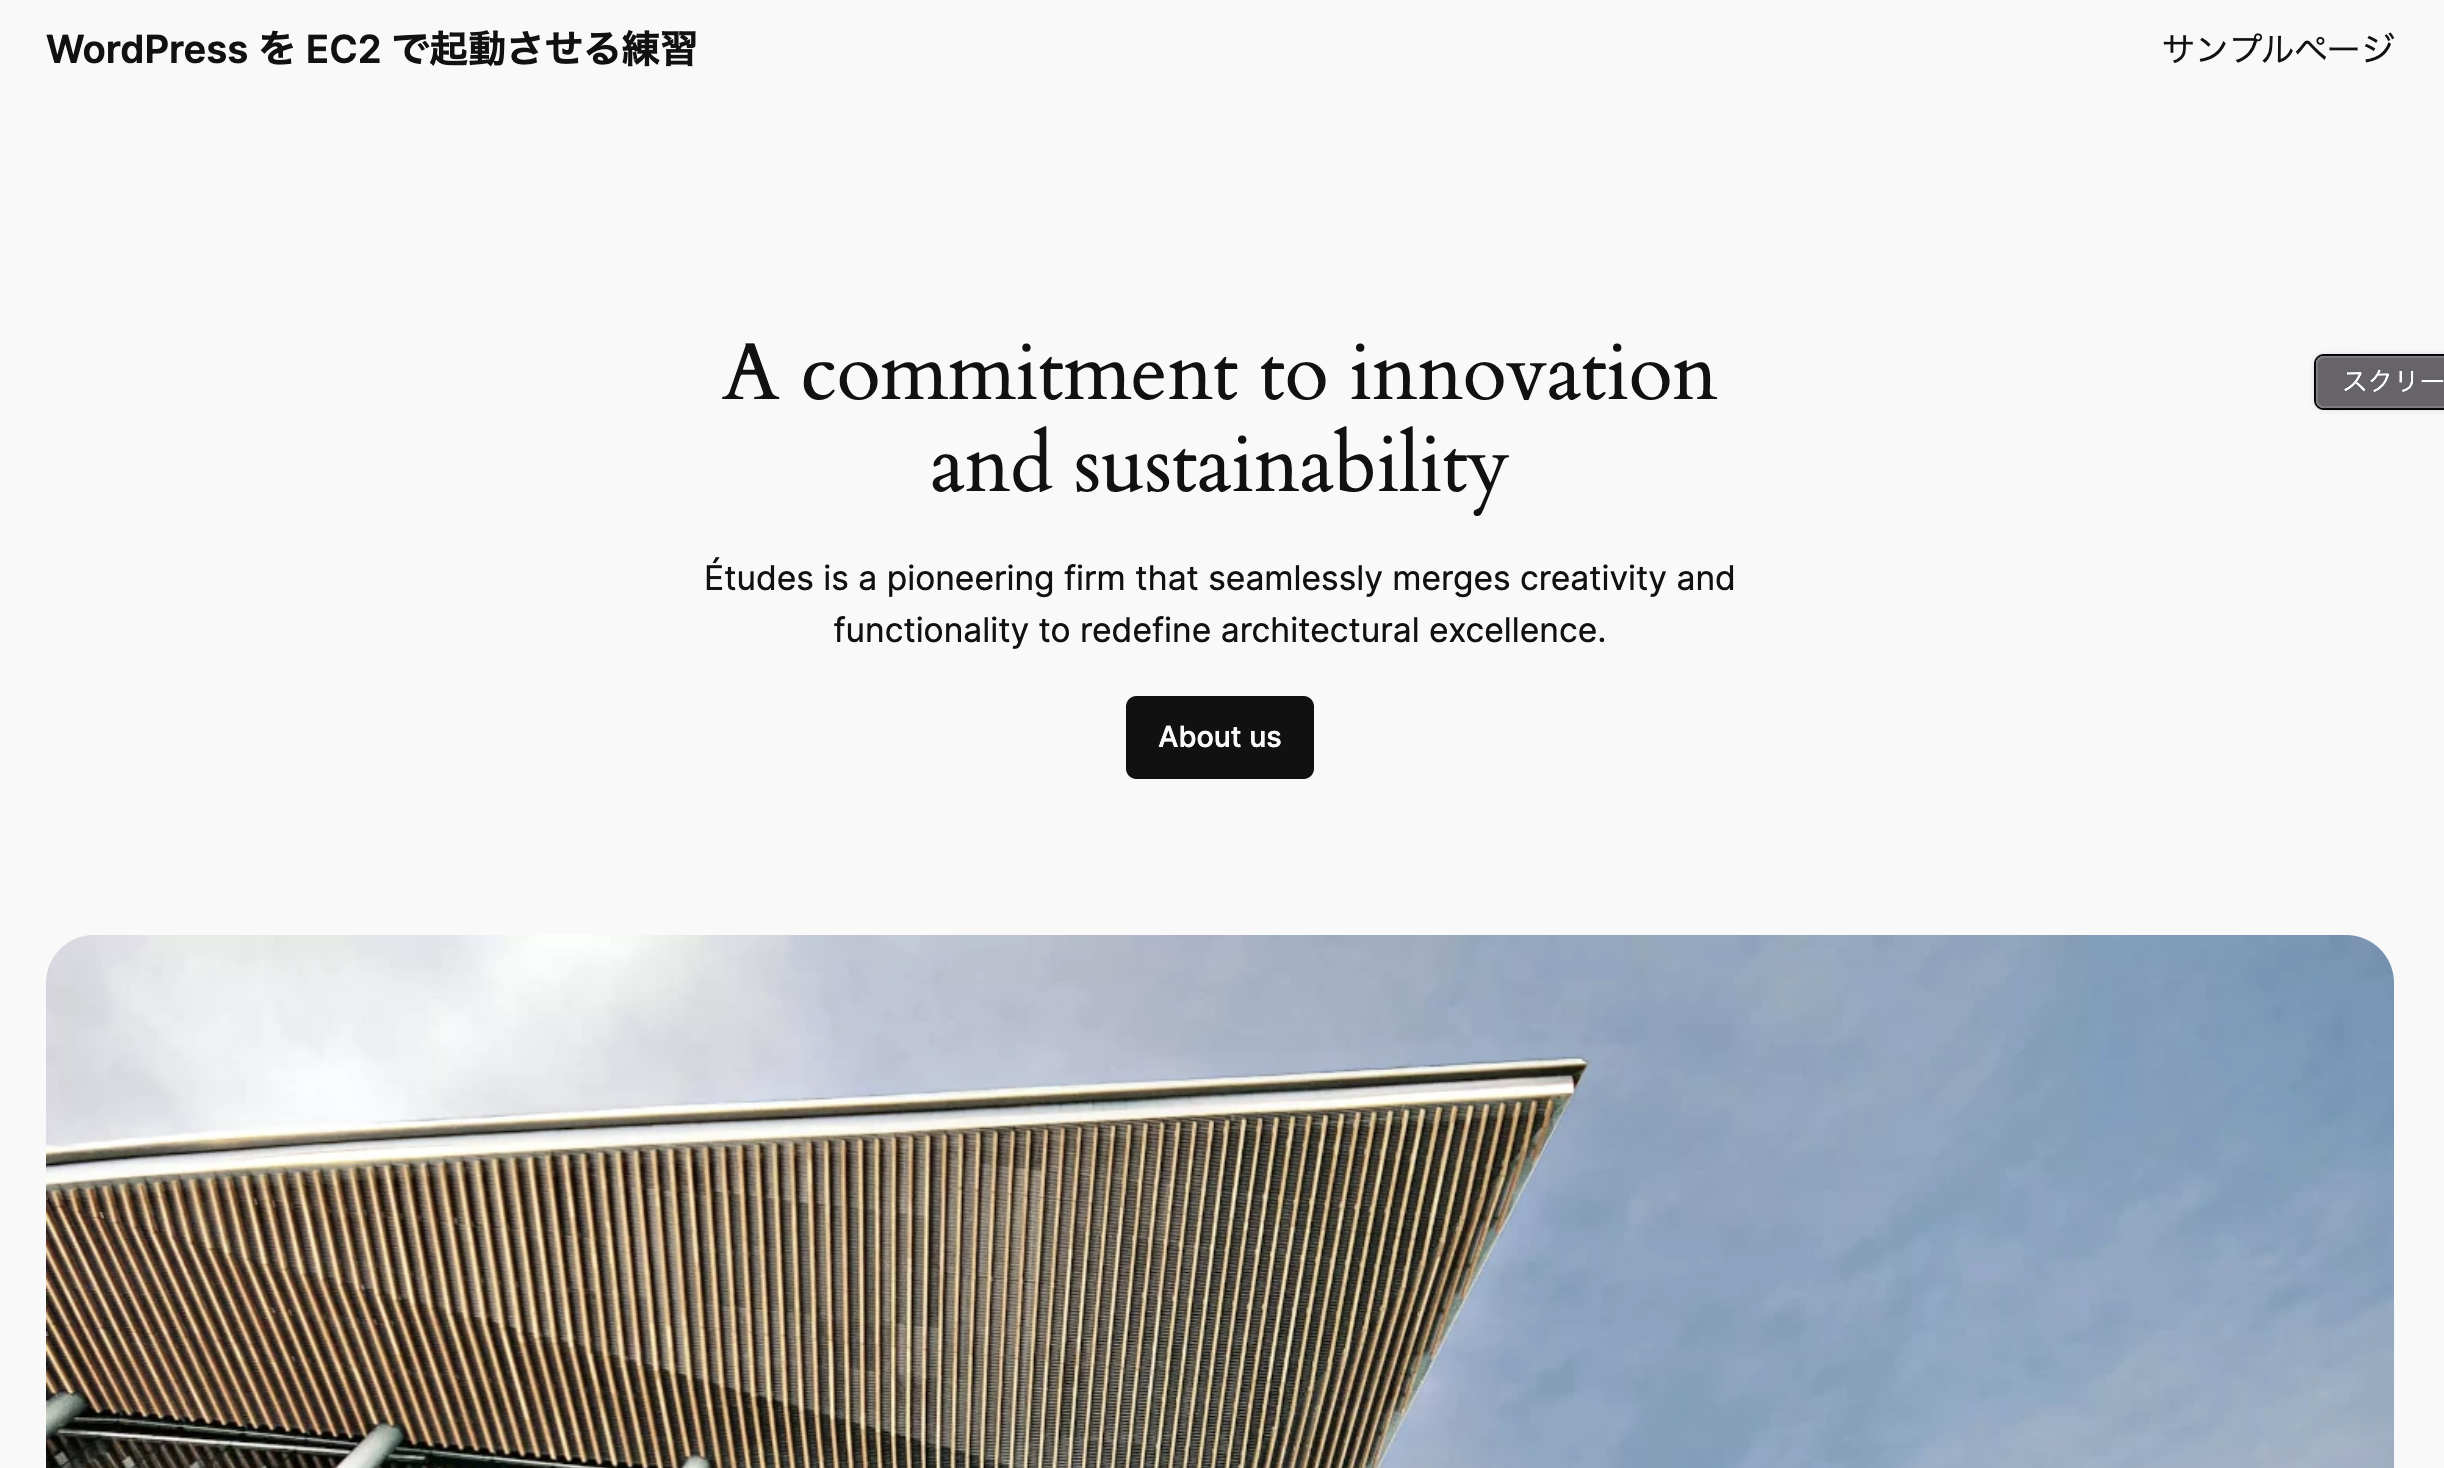 WordPress を EC2 で起動させる練習
サンプルページ
A commitment to innovation
and sustainability
スクリー
Études is a pioneering firm that seamlessly merges creativity and
functionality to redefine architectural excellence.
About us